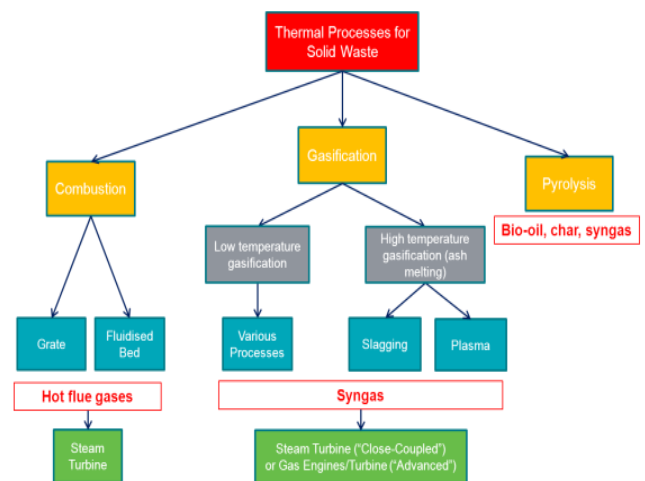 Thermal Processes for
Solid Waste
Gasification
Combustion
Pyrolysis
Bio-oil, char, syngas
Low temperature
gasification
High temperature
gasification (ash
melting)
Grate
Fluidised
Bed
Various
Processes
Slagging
Plasma
Hot flue gases
Syngas
Steam
Turbine
Steam Turbine (“Close-Coupled”)
or Gas Engines/Turbine (“Advanced”)